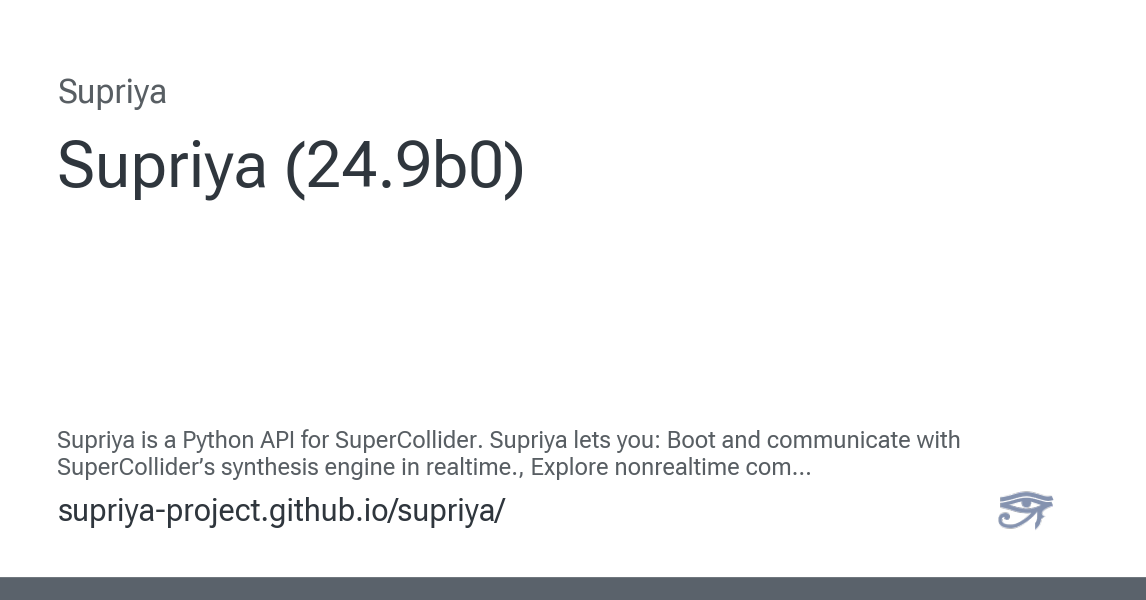 Supriya
Supriya (24.9b0)
Supriya is a Python API for SuperCollider. Supriya lets you: Boot and communicate with
SuperCollider’s synthesis engine in realtime., Explore nonrealtime com...
supriya-project.github.io/supriya/